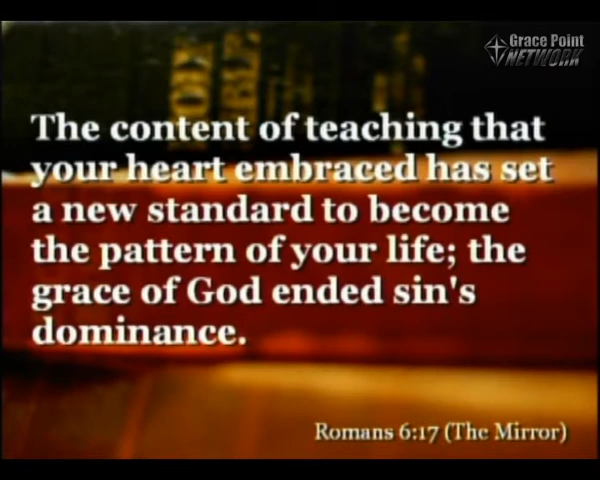 Grace Point
NETWORK
The content of teaching that
your heart embraced has set
a new standard to become
the pattern of your life; the
grace of God ended sin's
dominance.
Romans 6:17 (The Mirror)